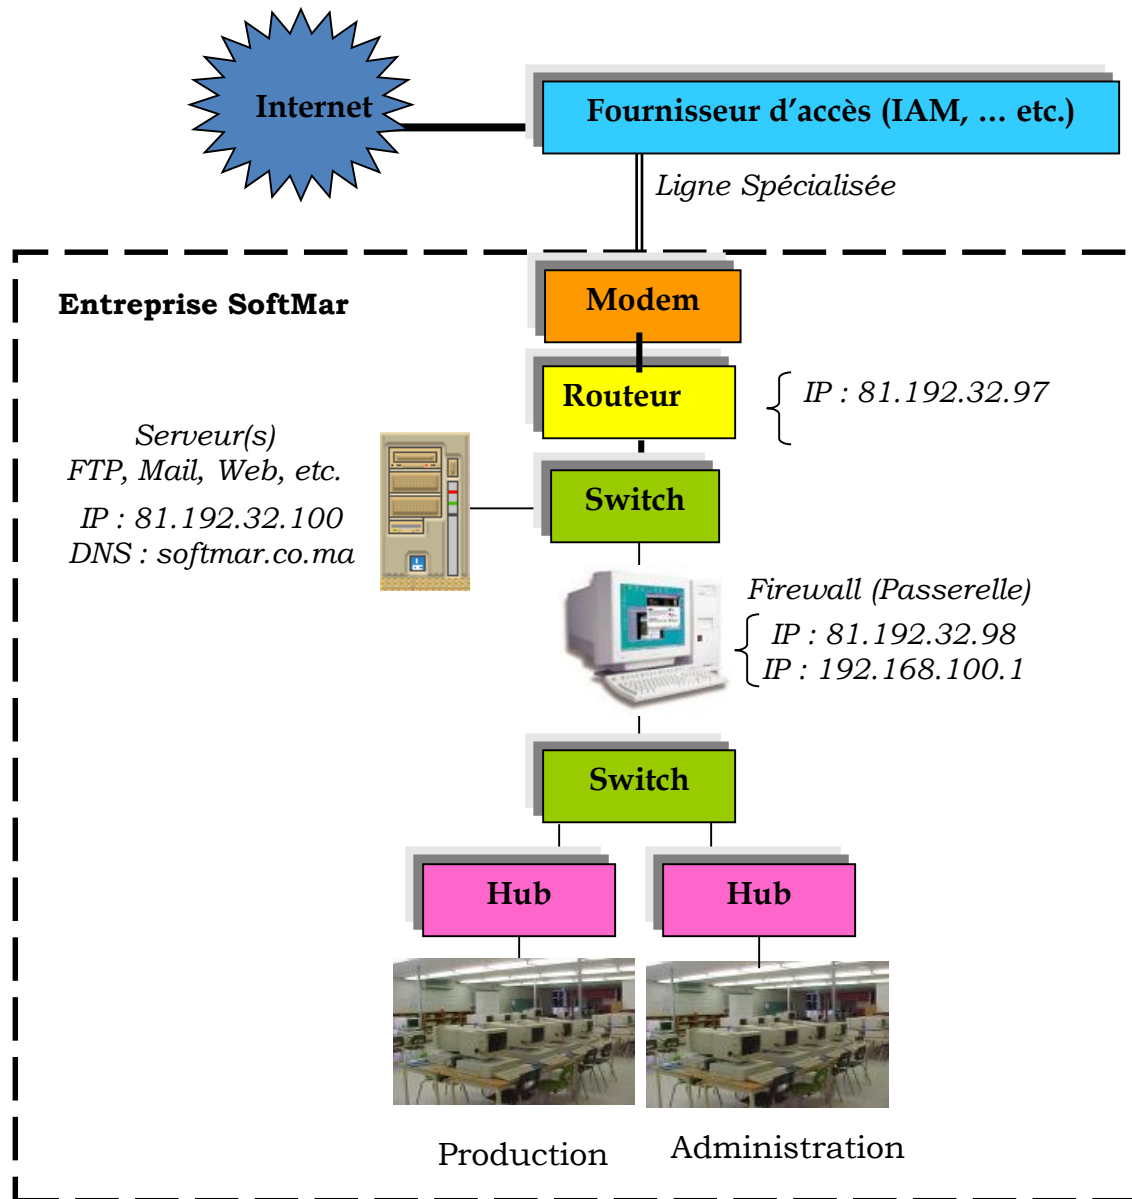 Internet
Fournisseur d’accès (IAM, … etc.)
Ligne Spécialisée
Entreprise SoftMar
Modem
Routeur
IP : 81.192.32.97
Serveur(s)
FTP, Mail, Web, etc.
IP : 81.192.32.100
DNS : softmar.co.ma
Switch
Firewall (Passerelle)
IP : 81.192.32.98
IP : 192.168.100.1
Switch
Hub
Hub
Production
Administration